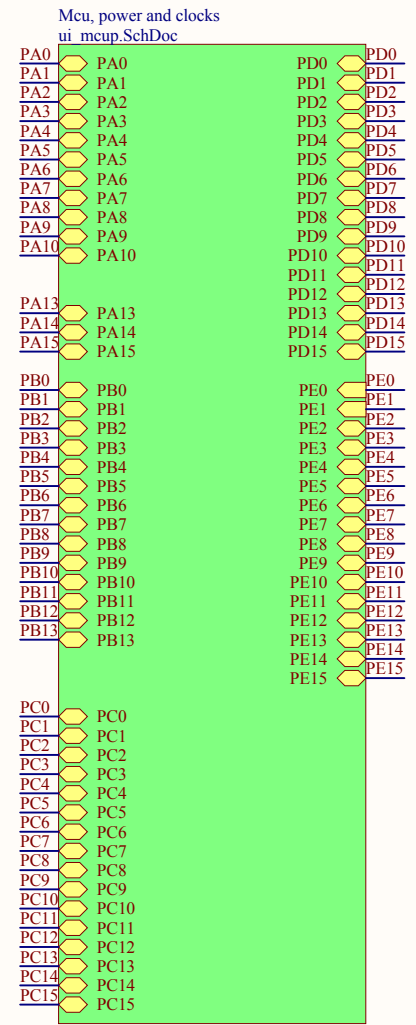 Mcu, power and clocks
ui_mcup.SchDoc
PA0 PA0 PD0 PD0
PA1 PA1 PD1 PD1
PA2 PA2 PD2 PD2
PA3 PA3 PD3 PD3
PA4 PA4 PD4 PD4
PA5 PA5 PD5 PD5
PA6 PA6 PD6 PD6
PA7 PA7 PD7 PD7
PA8 PA8 PD8 PD8
PA9 PA9 PD9 PD9
PA10 PA10 PD10 PD10
PD11 PD11
PD12 PD12
PA13 PA13 PD13 PD13
PA14 PA14 PD14 PD14
PA15 PA15 PD15 PD15
PB0 PB0 PE0 PE0
PB1 PB1 PE1 PE1
PB2 PB2 PE2 PE2
PB3 PB3 PE3 PE3
PB4 PB4 PE4 PE4
PB5 PB5 PE5 PE5
PB6 PB6 PE6 PE6
PB7 PB7 PE7 PE7
PB8 PB8 PE8 PE8
PB9 PB9 PE9 PE9
PB10 PB10 PE10 PE10
PB11 PB11 PE11 PE11
PB12 PB12 PE12 PE12
PB13 PB13 PE13 PE13
PE14 PE14
PE15 PE15
PC0 PC0
PC1 PC1
PC2 PC2
PC3 PC3
PC4 PC4
PC5 PC5
PC6 PC6
PC7 PC7
PC8 PC8
PC9 PC9
PC10 PC10
PC11 PC11
PC12 PC12
PC13 PC13
PC14 PC14
PC15 PC15